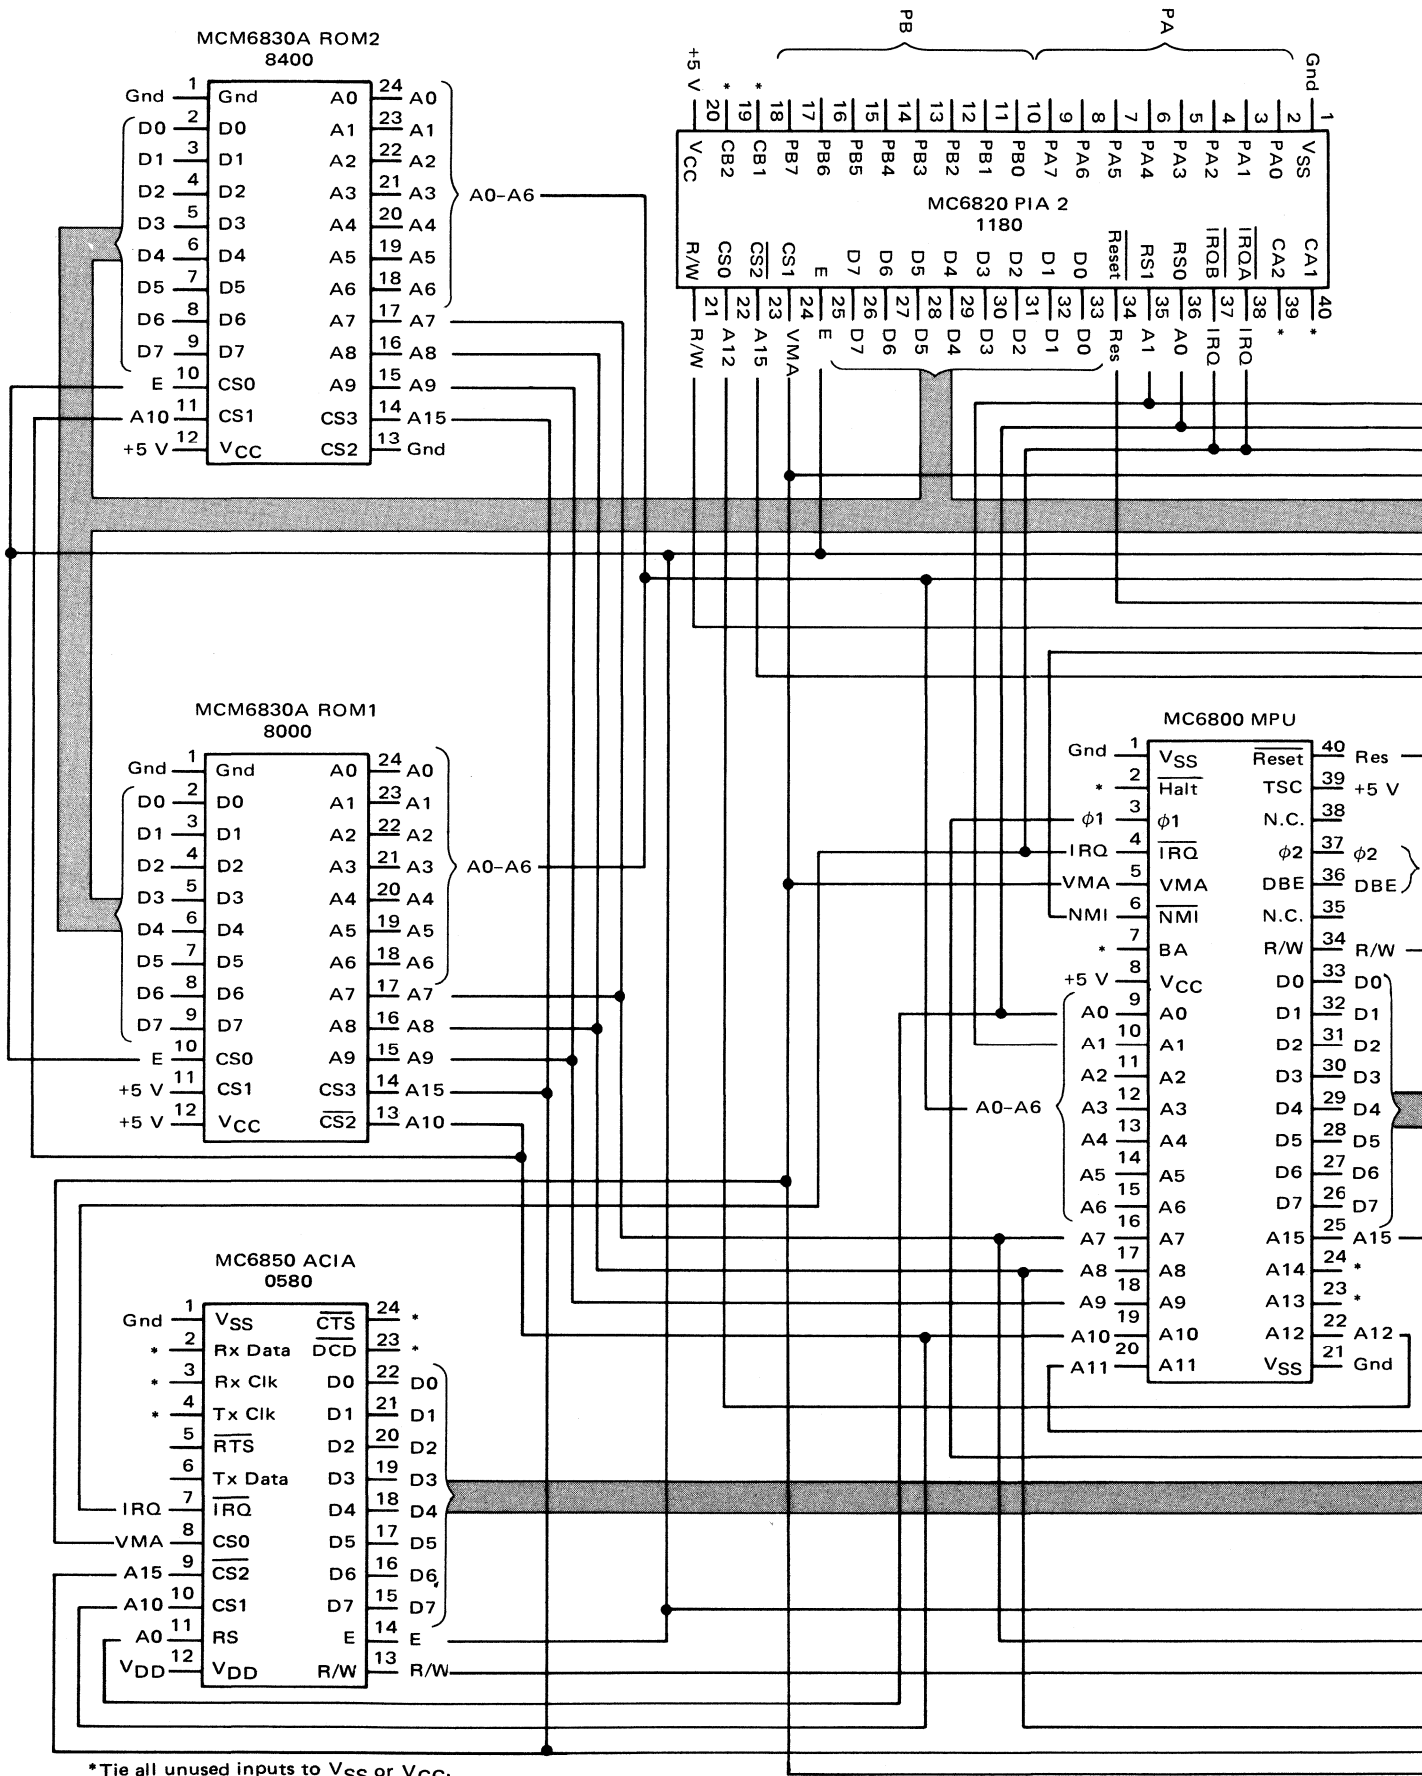 MCM6830A ROM2
8400
1 24
Gnd Gnd A0 A0
2 23
D0 D0 A1 A1
3 22
D1 D1 A2 A2
4 21
D2 D2 A3 A3 A0–A6
5 20
D3 D3 A4 A4
6 19
D4 D4 A5 A5
7 18
D5 D5 A6 A6
8 17
D6 D6 A7 A7
9 16
D7 D7 A8 A8
10 15
E CS0 A9 A9
11 14
A10 CS1 CS3 A15
12 13
+5 V VCC CS2 Gnd
PB PA
+5 V * * Gnd
20 19 18 17 16 15 14 13 12 11 10 9 8 7 6 5 4 3 2 1
VCC CB2 CB1 PB7 PB6 PB5 PB4 PB3 PB2 PB1 PB0 PA7 PA6 PA5 PA4 PA3 PA2 PA1 PA0 VSS
MC6820 PIA 2
1180
R/W CS0 CS2 CS1 E D7 D6 D5 D4 D3 D2 D1 D0 Reset RS1 RS0 IRQB IRQA CA2 CA1
21 22 23 24 25 26 27 28 29 30 31 32 33 34 35 36 37 38 39 40
R/W A12 A15 VMA E D7 D6 D5 D4 D3 D2 D1 D0 Res A1 A0 IRQ IRQ * *
MCM6830A ROM1
8000
1 24
Gnd Gnd A0 A0
2 23
D0 D0 A1 A1
3 22
D1 D1 A2 A2
4 21
D2 D2 A3 A3 A0–A6
5 20
D3 D3 A4 A4
6 19
D4 D4 A5 A5
7 18
D5 D5 A6 A6
8 17
D6 D6 A7 A7
9 16
D7 D7 A8 A8
10 15
E CS0 A9 A9
11 14
+5 V CS1 CS3 A15
12 13
+5 V VCC CS2 A10
MC6800 MPU
1 40
Gnd VSS Reset Res
2 39
* Halt TSC +5 V
3 38
φ1 φ1 N.C.
4 37
IRQ IRQ φ2 φ2
5 36
VMA VMA DBE DBE
6 35
NMI NMI N.C.
7 34
* BA R/W R/W
8 33
+5 V VCC D0 D0
9 32
A0 A0 D1 D1
10 31
A1 A1 D2 D2
11 30
A2 A2 D3 D3
12 29
A0–A6 A3 A3 D4 D4
13 28
A4 A4 D5 D5
14 27
A5 A5 D6 D6
15 26
A6 A6 D7 D7
16 25
A7 A7 A15 A15
17 24
A8 A8 A14 *
18 23
A9 A9 A13 *
19 22
A10 A10 A12 A12
20 21
A11 A11 VSS Gnd
MC6850 ACIA
0580
1 24
Gnd VSS CTS *
2 23
* Rx Data DCD *
3 22
* Rx Clk D0 D0
4 21
* Tx Clk D1 D1
5 20
RTS D2 D2
6 19
Tx Data D3 D3
7 18
IRQ IRQ D4 D4
8 17
VMA CS0 D5 D5
9 16
A15 CS2 D6 D6
10 15
A10 CS1 D7 D7
11 14
A0 RS E E
12 13
VDD VDD R/W R/W
*Tie all unused inputs to VSS or VCC.